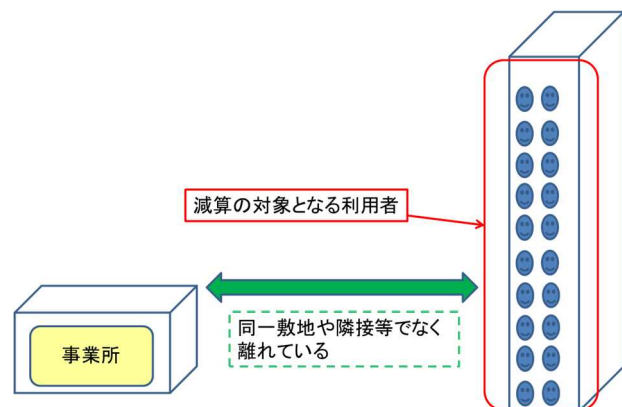 減算の対象となる利用者
同一敷地や隣接等でなく
離れている
事業所